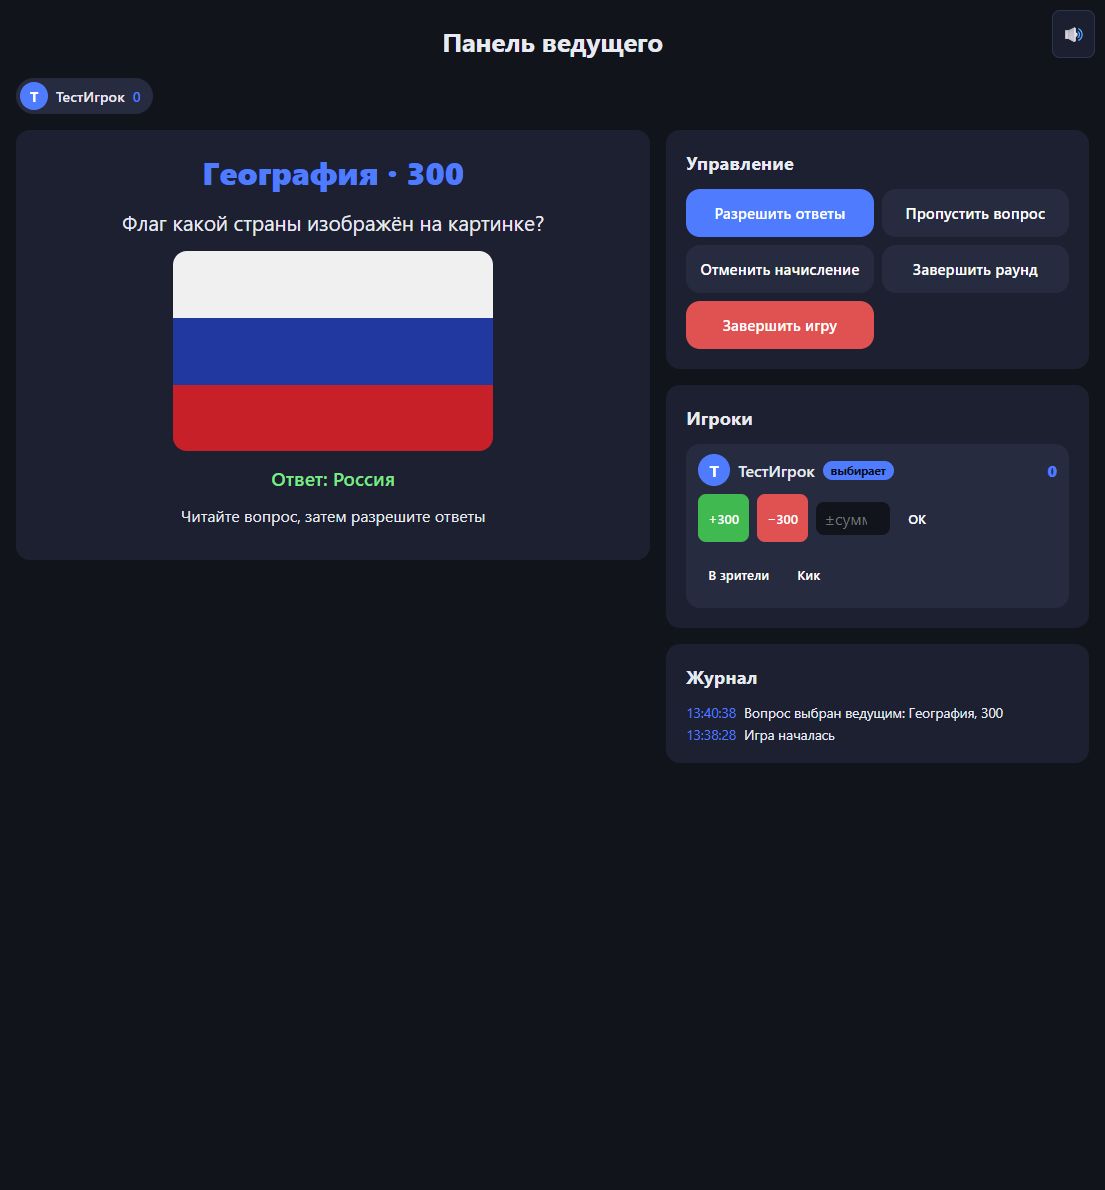 Панель ведущего
Т ТестИгрок 0
География · 300
Флаг какой страны изображён на картинке?
Ответ: Россия
Читайте вопрос, затем разрешите ответы
Управление
Разрешить ответы Пропустить вопрос
Отменить начисление Завершить раунд
Завершить игру
Игроки
Т ТестИгрок выбирает 0
+300 −300 ±сумм ОК
В зрители Кик
Журнал
13:40:38 Вопрос выбран ведущим: География, 300
13:38:28 Игра началась